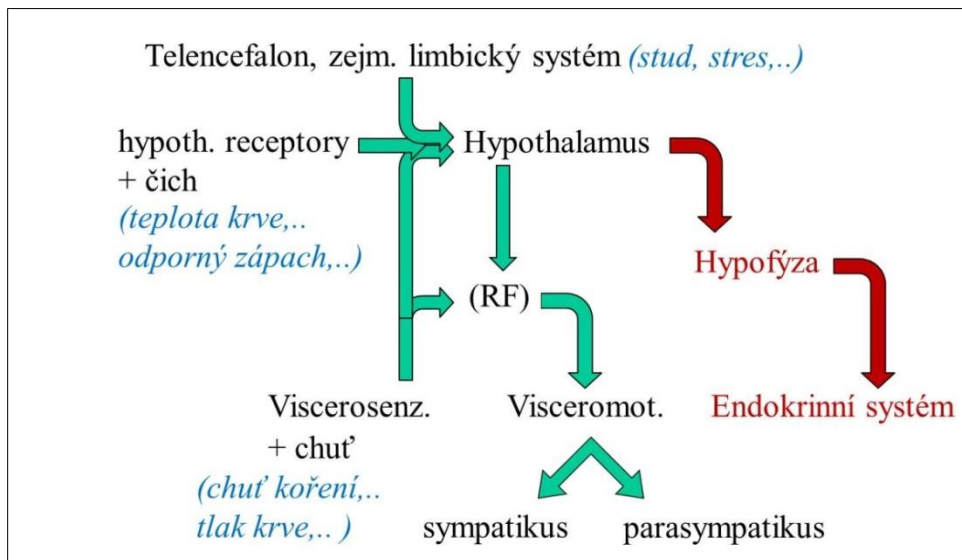 Telencefalon, zejm. limbický systém (stud, stres,..)
hypoth. receptory
+ čich
(teplota krve,..
odporný zápach,..)
Hypothalamus
Hypofýza
(RF)
Viscerosenz.
+ chuť
(chuť koření,..
tlak krve,.. )
Visceromot.
Endokrinní systém
sympatikus
parasympatikus